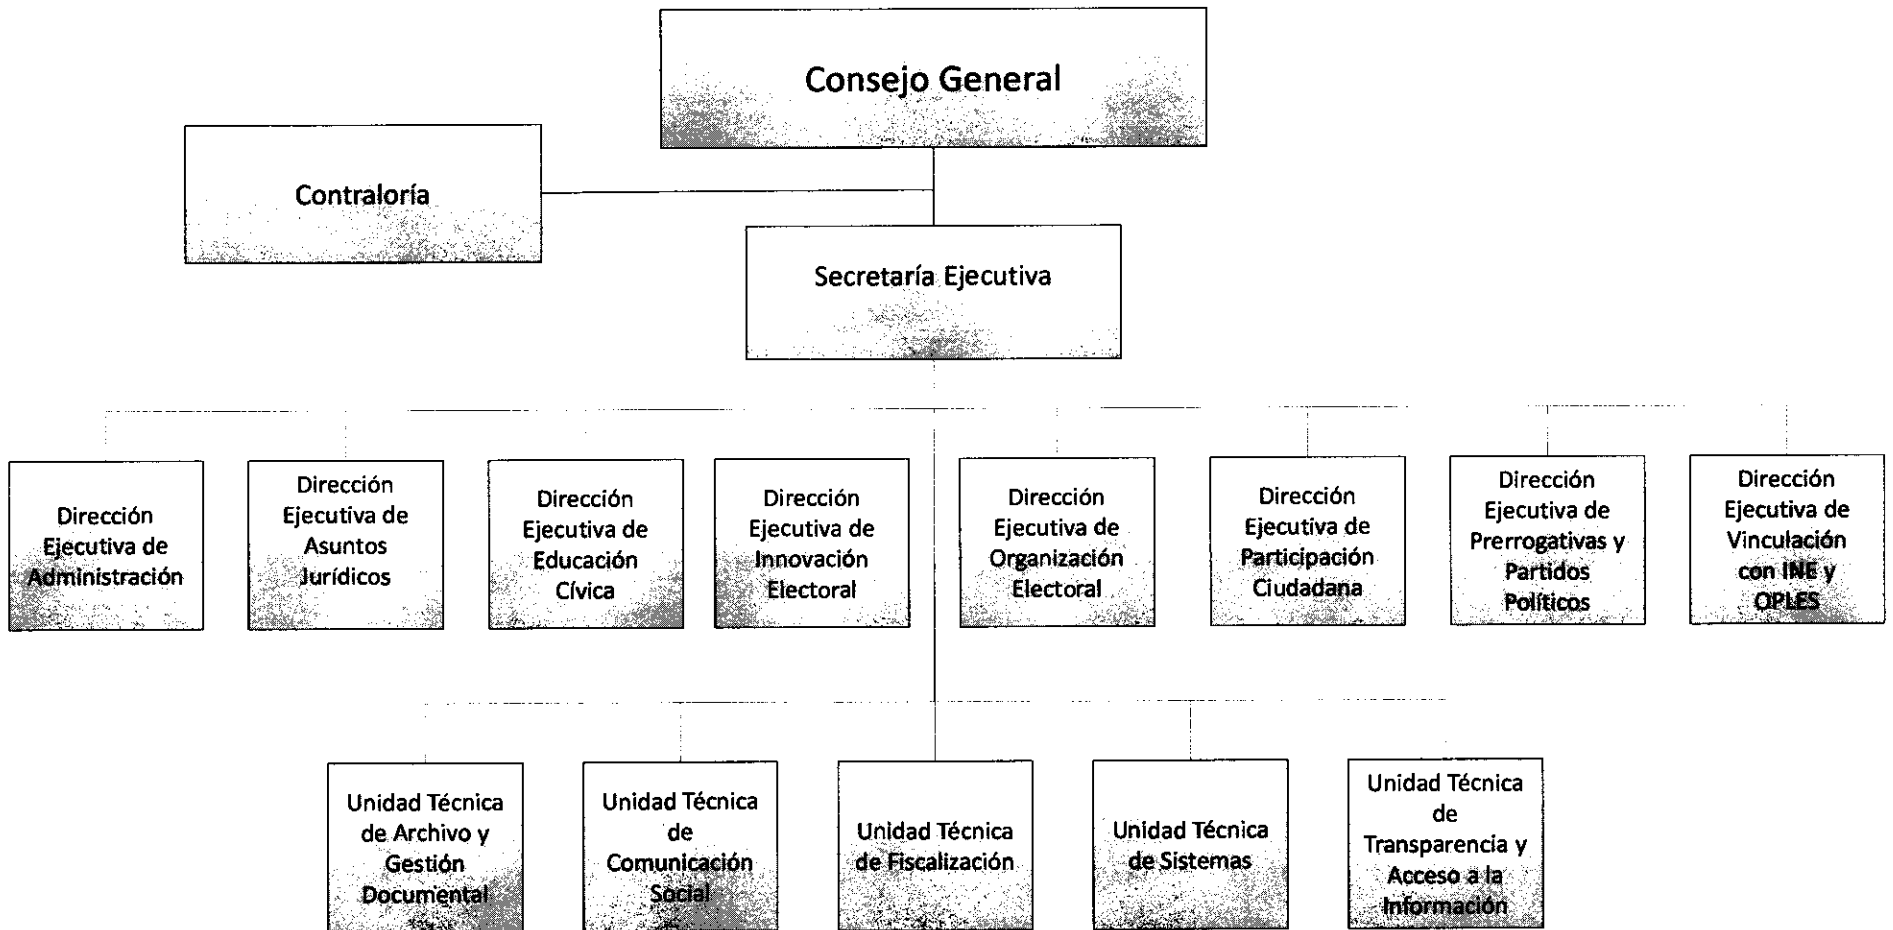 Consejo General
Contraloría
Secretaría Ejecutiva
Dirección
Ejecutiva de
Administración
Dirección
Ejecutiva de
Asuntos
Jurídicos
Dirección
Ejecutiva de
Educación
Cívica
Dirección
Ejecutiva de
Innovación
Electoral
Dirección
Ejecutiva de
Organización
Electoral
Dirección
Ejecutiva de
Participación
Ciudadana
Dirección
Ejecutiva de
Prerrogativas y
Partidos
Políticos
Dirección
Ejecutiva de
Vinculación
con INE y
OPLES
Unidad Técnica
de Archivo y
Gestión
Documental
Unidad Técnica
de
Comunicación
Social
Unidad Técnica
de Fiscalización
Unidad Técnica
de Sistemas
Unidad Técnica
de
Transparencia y
Acceso a la
Información